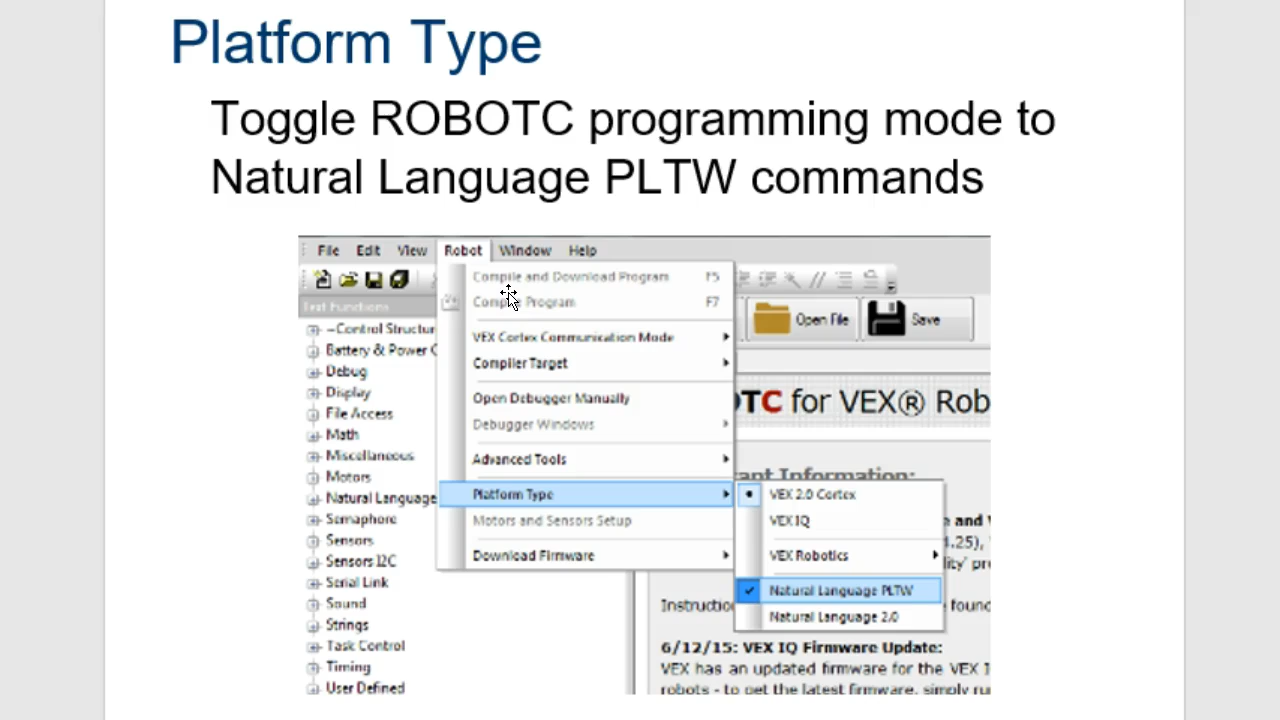 Platform Type
Toggle ROBOTC programming mode to
Natural Language PLTW commands
File Edit View Robot Window Help
Compile and Download Program F5
Compile Program F7
Text Functions
Open File Save
VEX Cortex Communication Mode
Compiler Target
Open Debugger Manually
Debugger Windows
Advanced Tools
Platform Type
Motors and Sensors Setup
Download Firmware
VEX 2.0 Cortex
VEX IQ
VEX Robotics
Natural Language PLTW
Natural Language 2.0
Battery & Power
Debug
Display
File Access
Math
Miscellaneous
Motors
Natural Language
Semaphore
Sensors
Sensors I2C
Serial Link
Sound
Strings
Task Control
Timing
User Defined
OTC for VEX® Rob
Information:
6/12/15: VEX IQ Firmware Update:
VEX has an updated firmware for the VEX
robots - to get the latest firmware, simply